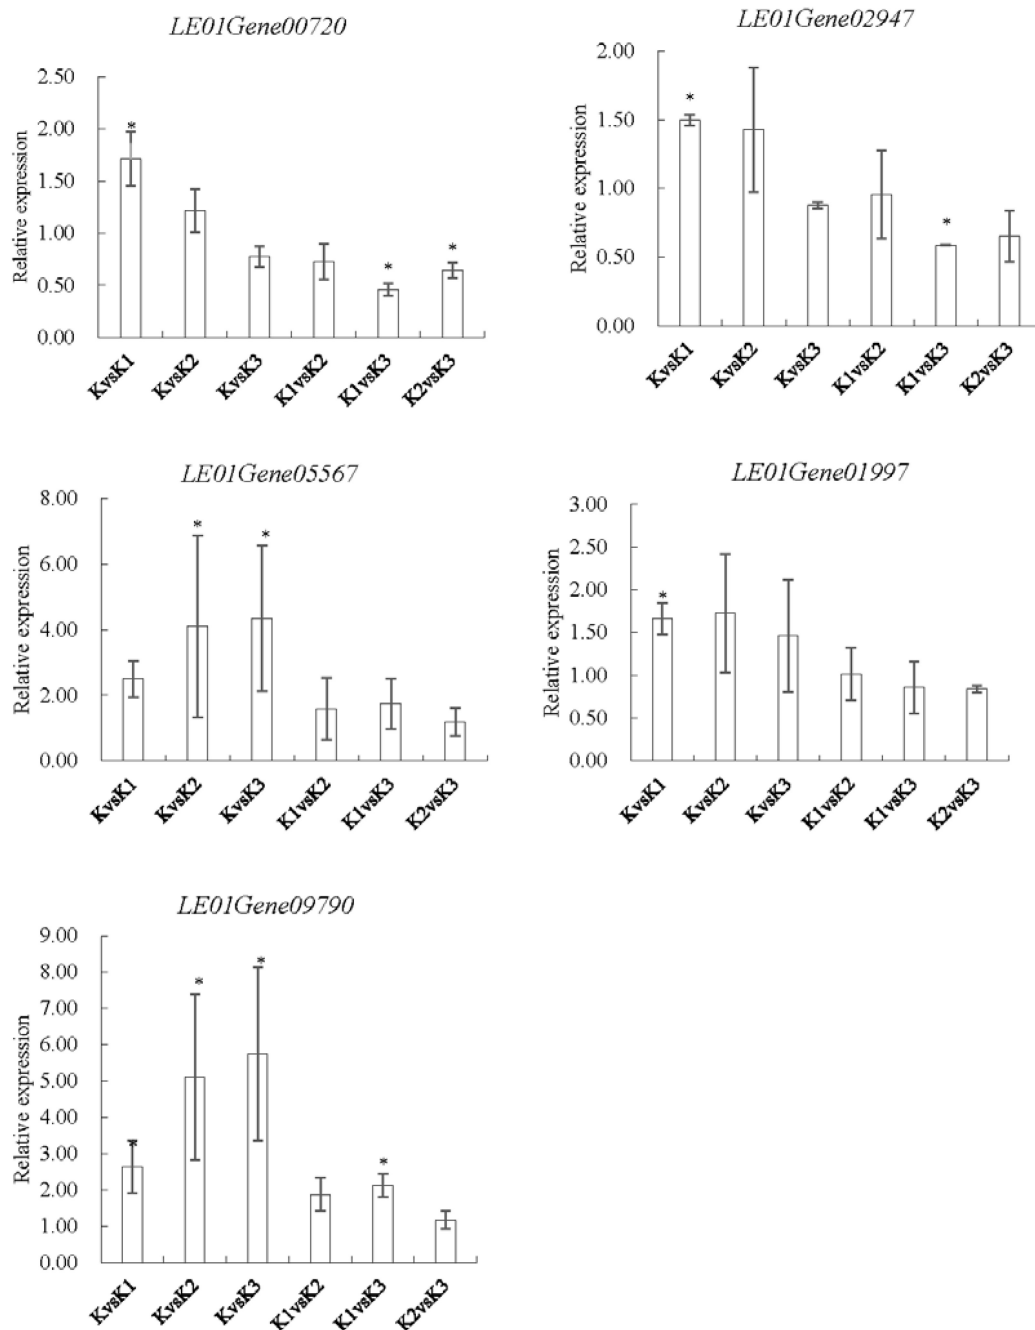 LE01Gene00720
2.50
2.00
1.50
1.00
0.50
0.00
Relative expression
*
*
*
KvsK1
KvsK2
KvsK3
K1vsK2
K1vsK3
K2vsK3
LE01Gene02947
2.00
1.50
1.00
0.50
0.00
Relative expression
*
*
KvsK1
KvsK2
KvsK3
K1vsK2
K1vsK3
K2vsK3
LE01Gene05567
8.00
6.00
4.00
2.00
0.00
Relative expression
*
*
KvsK1
KvsK2
KvsK3
K1vsK2
K1vsK3
K2vsK3
LE01Gene01997
3.00
2.50
2.00
1.50
1.00
0.50
0.00
Relative expression
*
KvsK1
KvsK2
KvsK3
K1vsK2
K1vsK3
K2vsK3
LE01Gene09790
9.00
8.00
7.00
6.00
5.00
4.00
3.00
2.00
1.00
0.00
Relative expression
*
*
*
*
KvsK1
KvsK2
KvsK3
K1vsK2
K1vsK3
K2vsK3